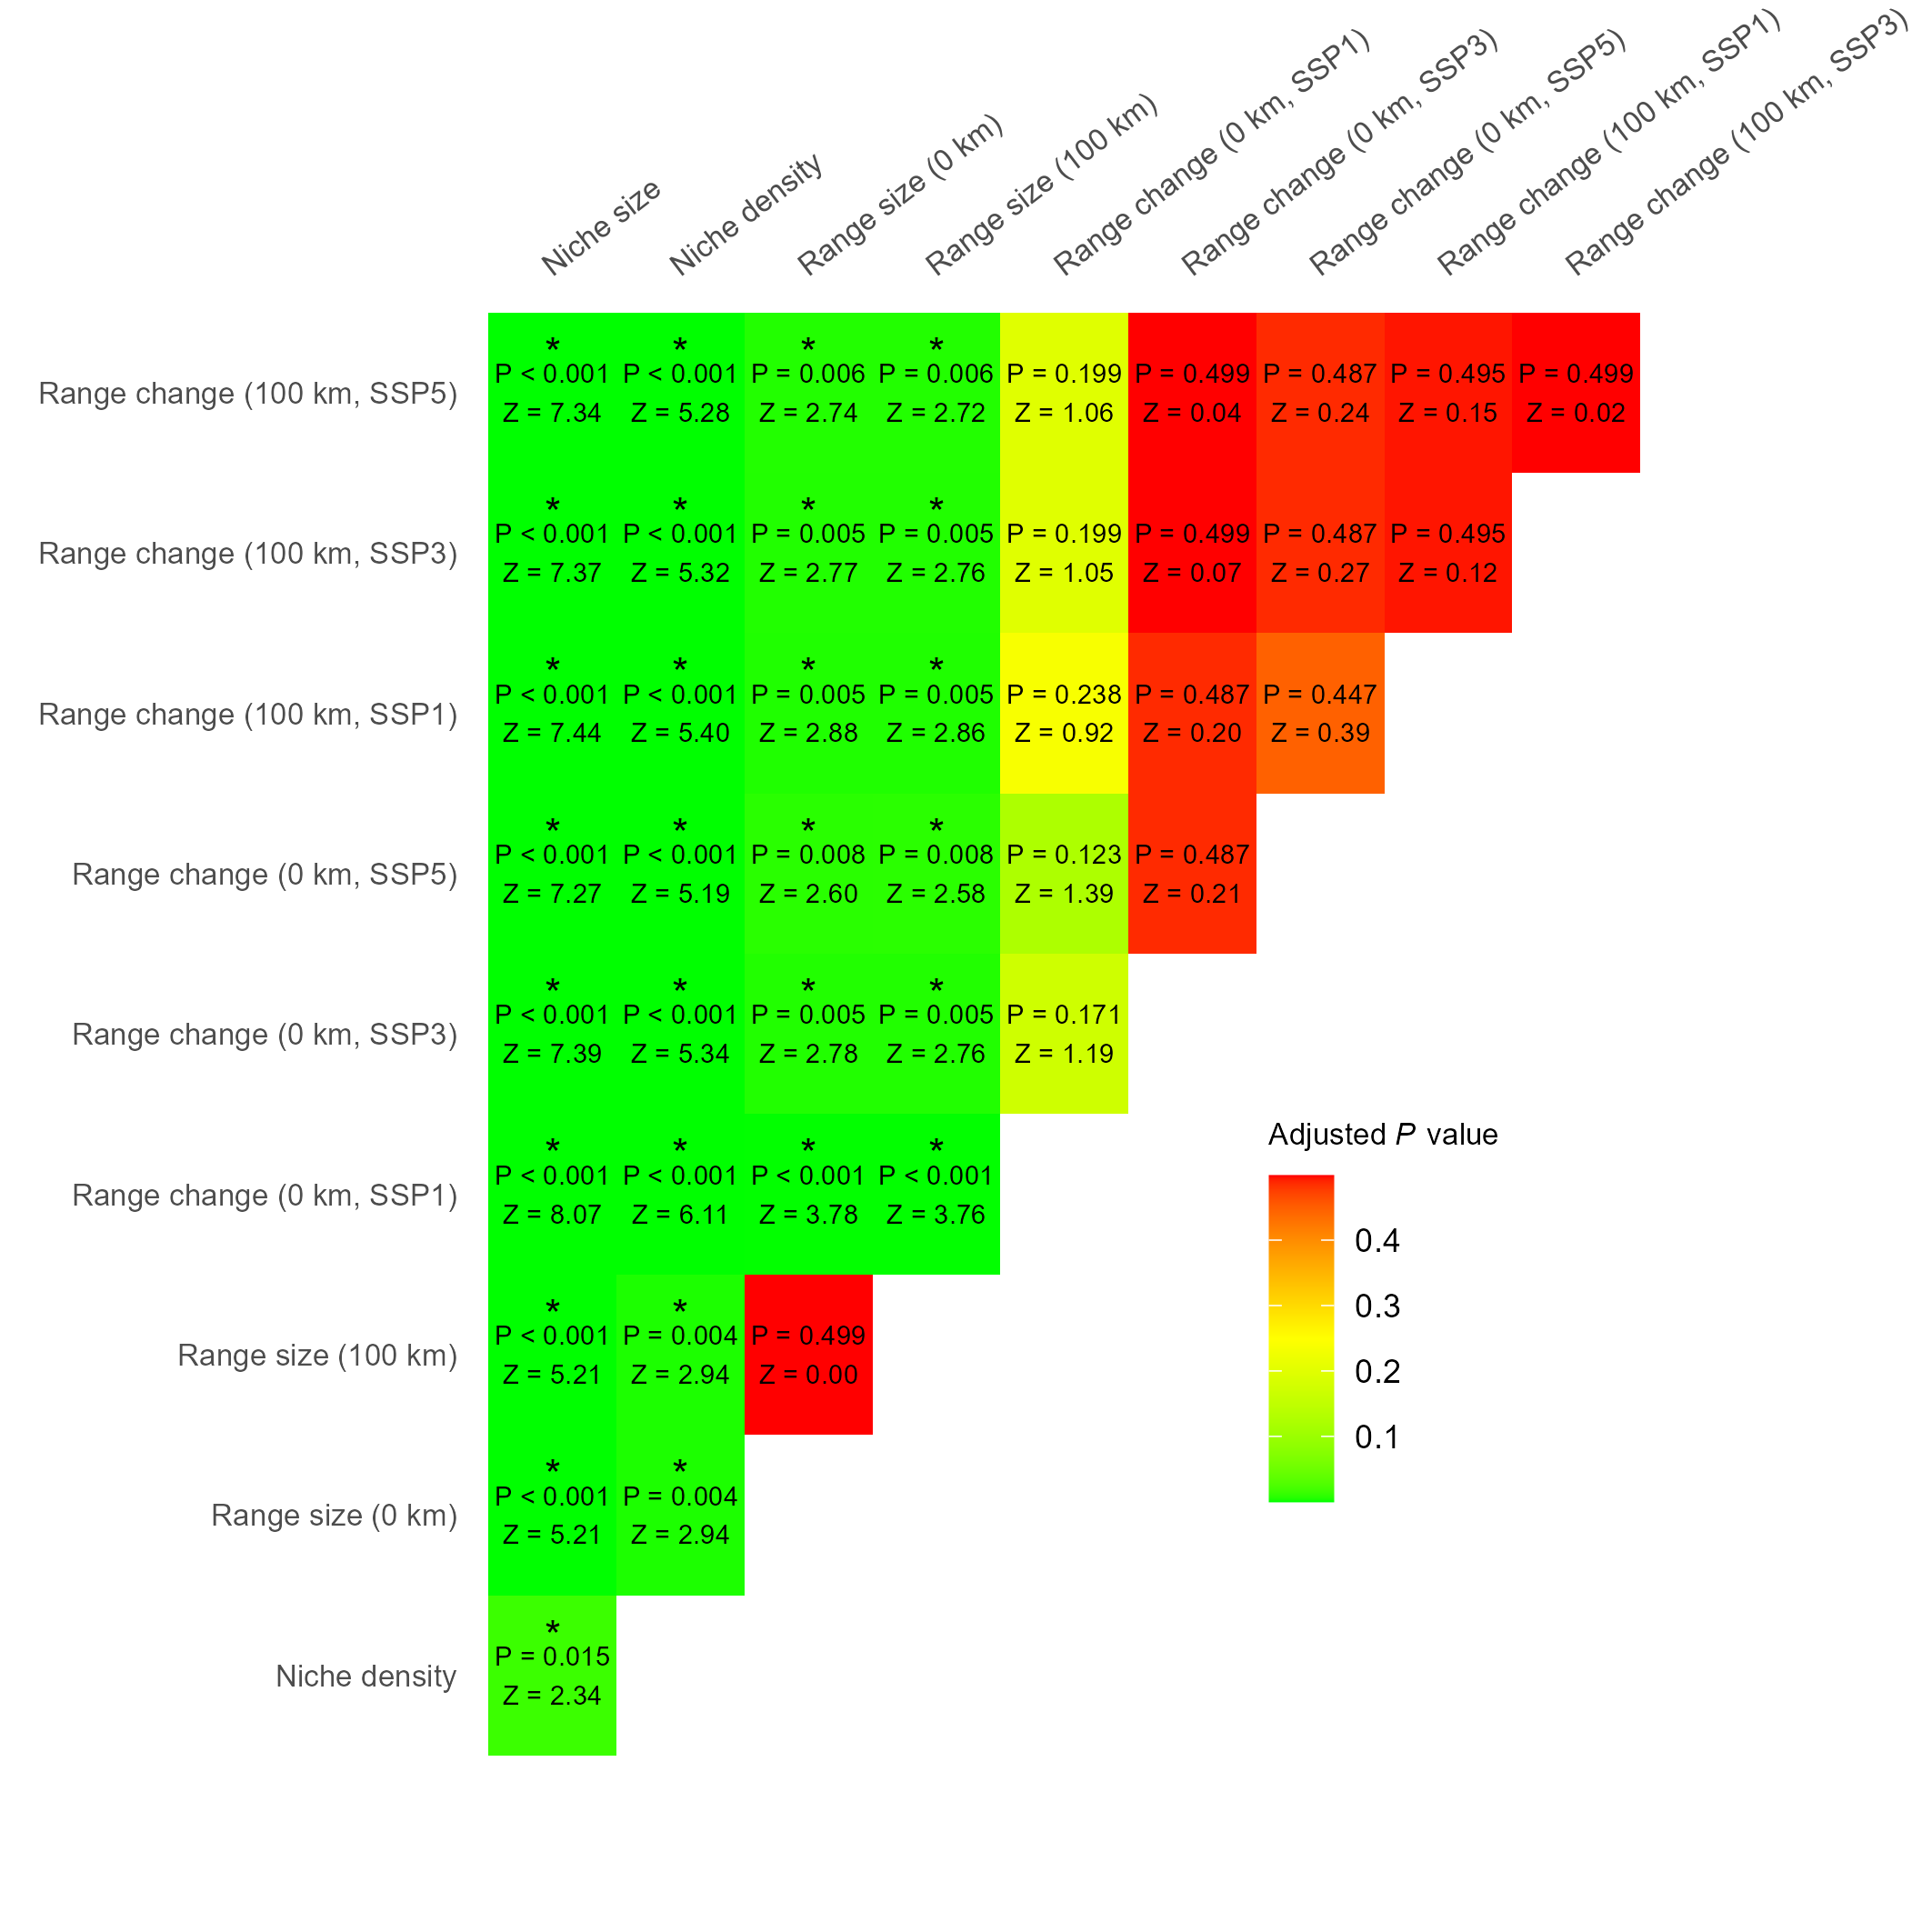 Niche size
Niche density
Range size (0 km)
Range size (100 km)
Range change (0 km, SSP1)
Range change (0 km, SSP3)
Range change (0 km, SSP5)
Range change (100 km, SSP1)
Range change (100 km, SSP3)
Range change (100 km, SSP5)
* * * *
P < 0.001 P < 0.001 P = 0.006 P = 0.006 P = 0.199 P = 0.499 P = 0.487 P = 0.495 P = 0.499
Z = 7.34 Z = 5.28 Z = 2.74 Z = 2.72 Z = 1.06 Z = 0.04 Z = 0.24 Z = 0.15 Z = 0.02
Range change (100 km, SSP3)
* * * *
P < 0.001 P < 0.001 P = 0.005 P = 0.005 P = 0.199 P = 0.499 P = 0.487 P = 0.495
Z = 7.37 Z = 5.32 Z = 2.77 Z = 2.76 Z = 1.05 Z = 0.07 Z = 0.27 Z = 0.12
Range change (100 km, SSP1)
* * * *
P < 0.001 P < 0.001 P = 0.005 P = 0.005 P = 0.238 P = 0.487 P = 0.447
Z = 7.44 Z = 5.40 Z = 2.88 Z = 2.86 Z = 0.92 Z = 0.20 Z = 0.39
Range change (0 km, SSP5)
* * * *
P < 0.001 P < 0.001 P = 0.008 P = 0.008 P = 0.123 P = 0.487
Z = 7.27 Z = 5.19 Z = 2.60 Z = 2.58 Z = 1.39 Z = 0.21
Range change (0 km, SSP3)
* * * *
P < 0.001 P < 0.001 P = 0.005 P = 0.005 P = 0.171
Z = 7.39 Z = 5.34 Z = 2.78 Z = 2.76 Z = 1.19
Range change (0 km, SSP1)
* * * *
P < 0.001 P < 0.001 P < 0.001 P < 0.001
Z = 8.07 Z = 6.11 Z = 3.78 Z = 3.76
Range size (100 km)
* *
P < 0.001 P = 0.004 P = 0.499
Z = 5.21 Z = 2.94 Z = 0.00
Range size (0 km)
* *
P < 0.001 P = 0.004
Z = 5.21 Z = 2.94
Niche density
*
P = 0.015
Z = 2.34
Adjusted P value
0.4
0.3
0.2
0.1